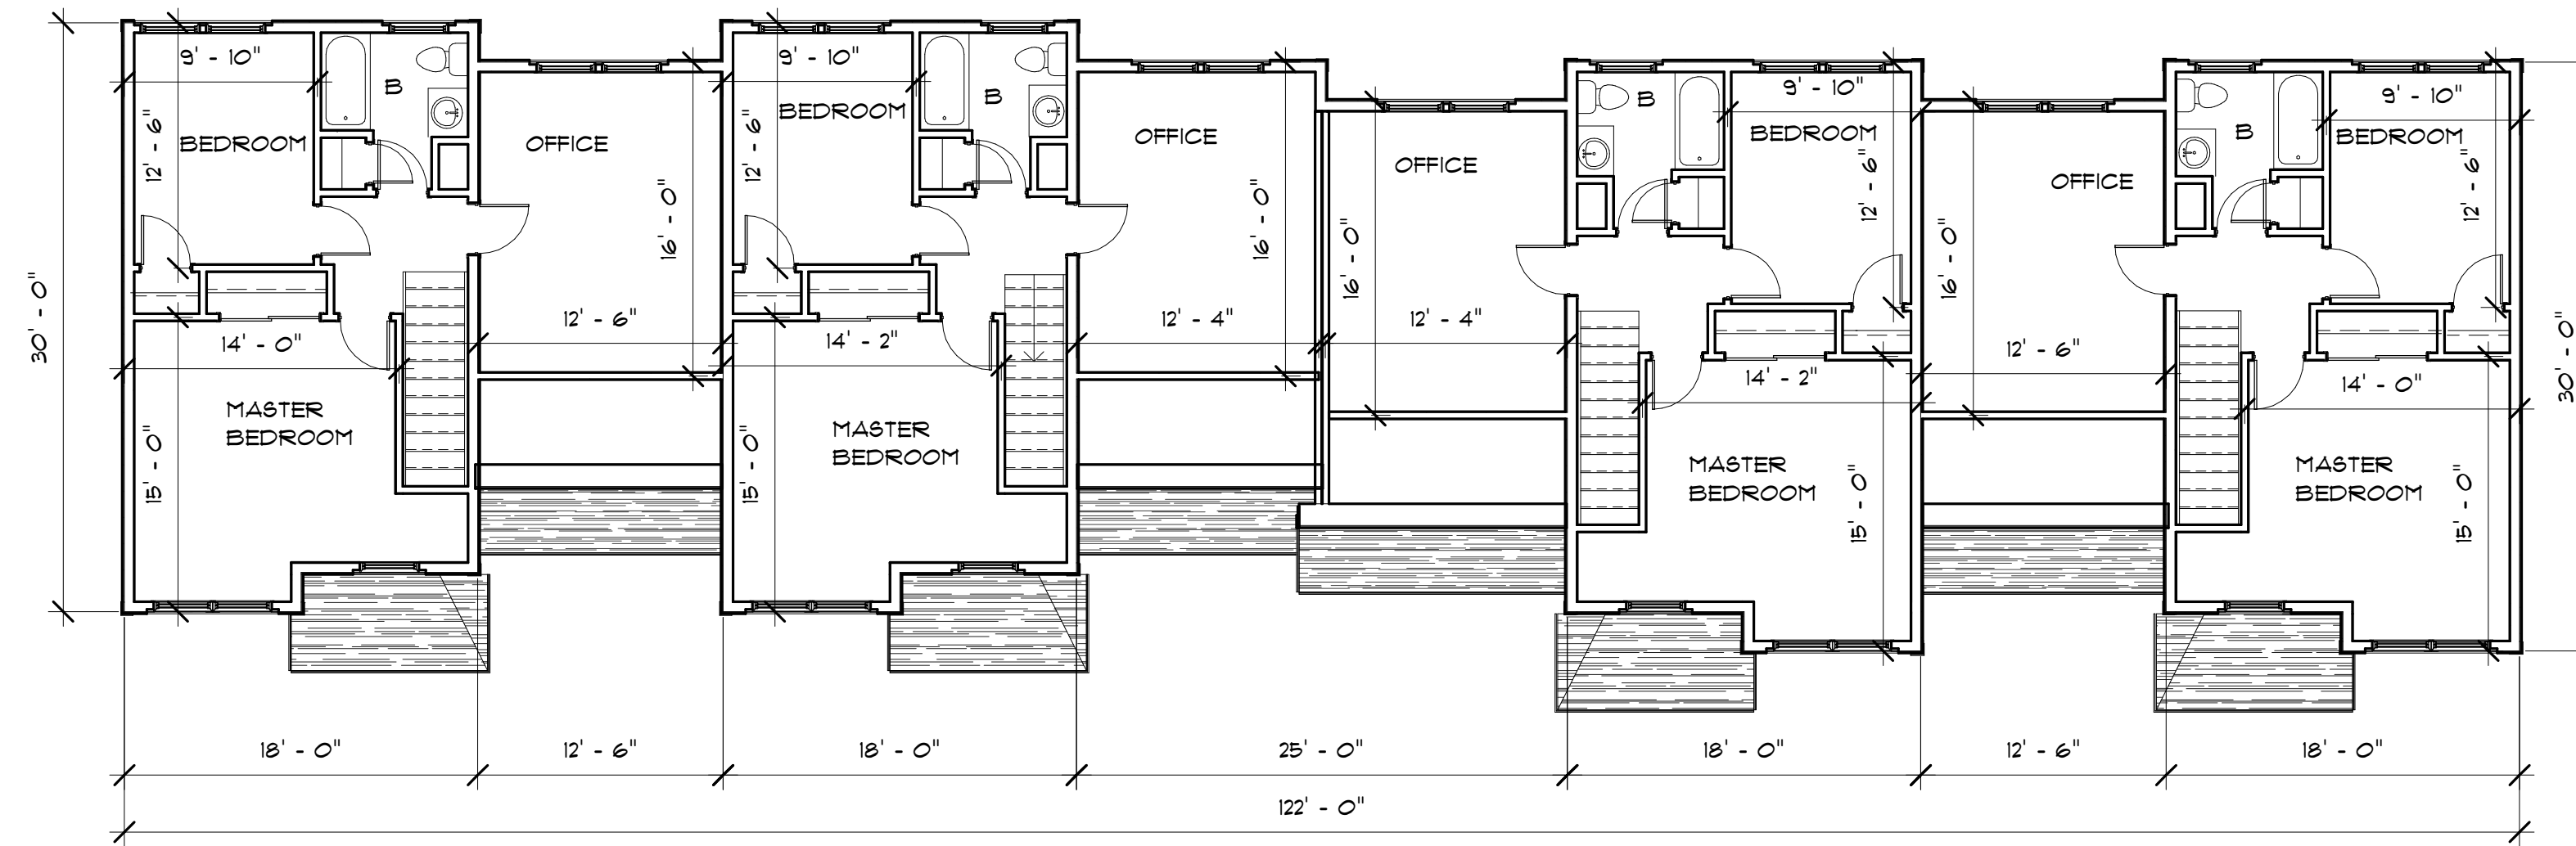 9' - 10"
B
BEDROOM
12' - 6"
OFFICE
16' - 0"
12' - 6"
14' - 0"
MASTER
BEDROOM
15' - 0"
30' - 0"
9' - 10"
B
BEDROOM
12' - 6"
OFFICE
16' - 0"
12' - 4"
14' - 2"
MASTER
BEDROOM
15' - 0"
OFFICE
16' - 0"
12' - 4"
B
9' - 10"
BEDROOM
12' - 6"
14' - 2"
MASTER
BEDROOM
15' - 0"
OFFICE
16' - 0"
12' - 6"
B
9' - 10"
BEDROOM
12' - 6"
14' - 0"
MASTER
BEDROOM
15' - 0"
30' - 0"
18' - 0"
12' - 6"
18' - 0"
25' - 0"
18' - 0"
12' - 6"
18' - 0"
122' - 0"